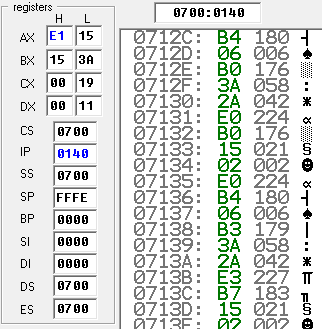 registers
H L
AX E1 15
BX 15 3A
CX 00 19
DX 00 11
CS 0700
IP 0140
SS 0700
SP FFFE
BP 0000
SI 0000
DI 0000
DS 0700
ES 0700
0700:0140
0712C: B4 180 ┤
0712D: 06 006 ♠
0712E: B0 176 ░
0712F: 3A 058 :
07130: 2A 042 *
07131: E0 224 α
07132: B0 176 ░
07133: 15 021 §
07134: 02 002 ☻
07135: E0 224 α
07136: B4 180 ┤
07137: 06 006 ♠
07138: B3 179 │
07139: 3A 058 :
0713A: 2A 042 *
0713B: E3 227 π
0713C: B7 183 ╖
0713D: 15 021 §
0713E: 02 002 ☻